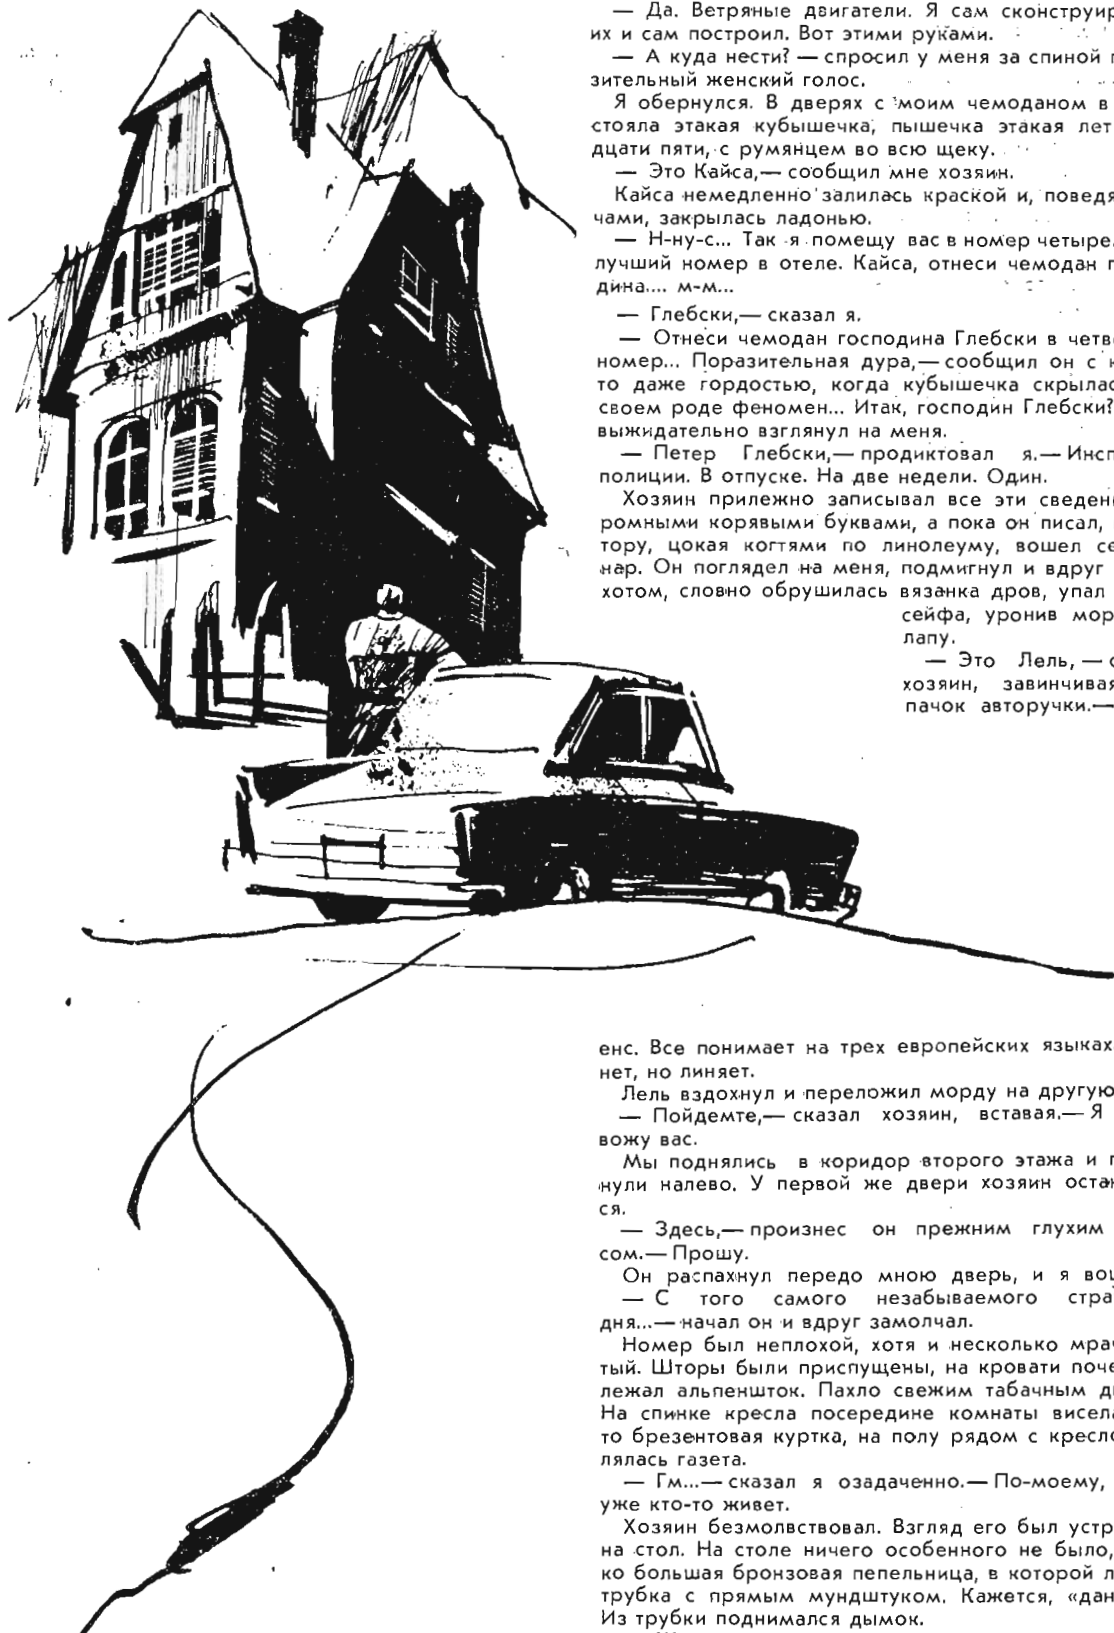 — Да. Ветряные двигатели. Я сам сконструир
их и сам построил. Вот этими руками.
— А куда нести? — спросил у меня за спиной п
зительный женский голос.
Я обернулся. В дверях с моим чемоданом в
стояла этакая кубышечка, пышечка этакая лет
дцати пяти, с румянцем во всю щеку.
— Это Кайса,— сообщил мне хозяин.
Кайса немедленно залилась краской и, поведя
чами, закрылась ладонью.
— Н-ну-с... Так я помещу вас в номер четыре.
лучший номер в отеле. Кайса, отнеси чемодан г
дина.... м-м...
— Глебски,— сказал я.
— Отнеси чемодан господина Глебски в четв
номер... Поразительная дура,— сообщил он с к
то даже гордостью, когда кубышечка скрылас
своем роде феномен... Итак, господин Глебски?
выжидательно взглянул на меня.
— Петер Глебски,— продиктовал я.— Инсп
полиции. В отпуске. На две недели. Один.
Хозяин прилежно записывал все эти сведен
ромными корявыми буквами, а пока он писал,
тору, цокая когтями по линолеуму, вошел се
нар. Он поглядел на меня, подмигнул и вдруг
хотом, словно обрушилась вязанка дров, упал
сейфа, уронив мор
лапу.
— Это Лель, — с
хозяин, завинчивая
пачок авторучки.—
енс. Все понимает на трех европейских языках
нет, но линяет.
Лель вздохнул и переложил морду на другую
— Пойдемте,— сказал хозяин, вставая.— Я
вожу вас.
Мы поднялись в коридор второго этажа и п
нули налево. У первой же двери хозяин оста
ся.
— Здесь,— произнес он прежним глухим
сом.— Прошу.
Он распахнул передо мною дверь, и я вош
— С того самого незабываемого стра
дня...— начал он и вдруг замолчал.
Номер был неплохой, хотя и несколько мрач
тый. Шторы были приспущены, на кровати поче
лежал альпеншток. Пахло свежим табачным д
На спинке кресла посередине комнаты висела
то брезентовая куртка, на полу рядом с кресло
лялась газета.
— Гм...— сказал я озадаченно.— По-моему,
уже кто-то живет.
Хозяин безмолвствовал. Взгляд его был устр
на стол. На столе ничего особенного не было,
ко большая бронзовая пепельница, в которой л
трубка с прямым мундштуком. Кажется, «дан
Из трубки поднимался дымок.